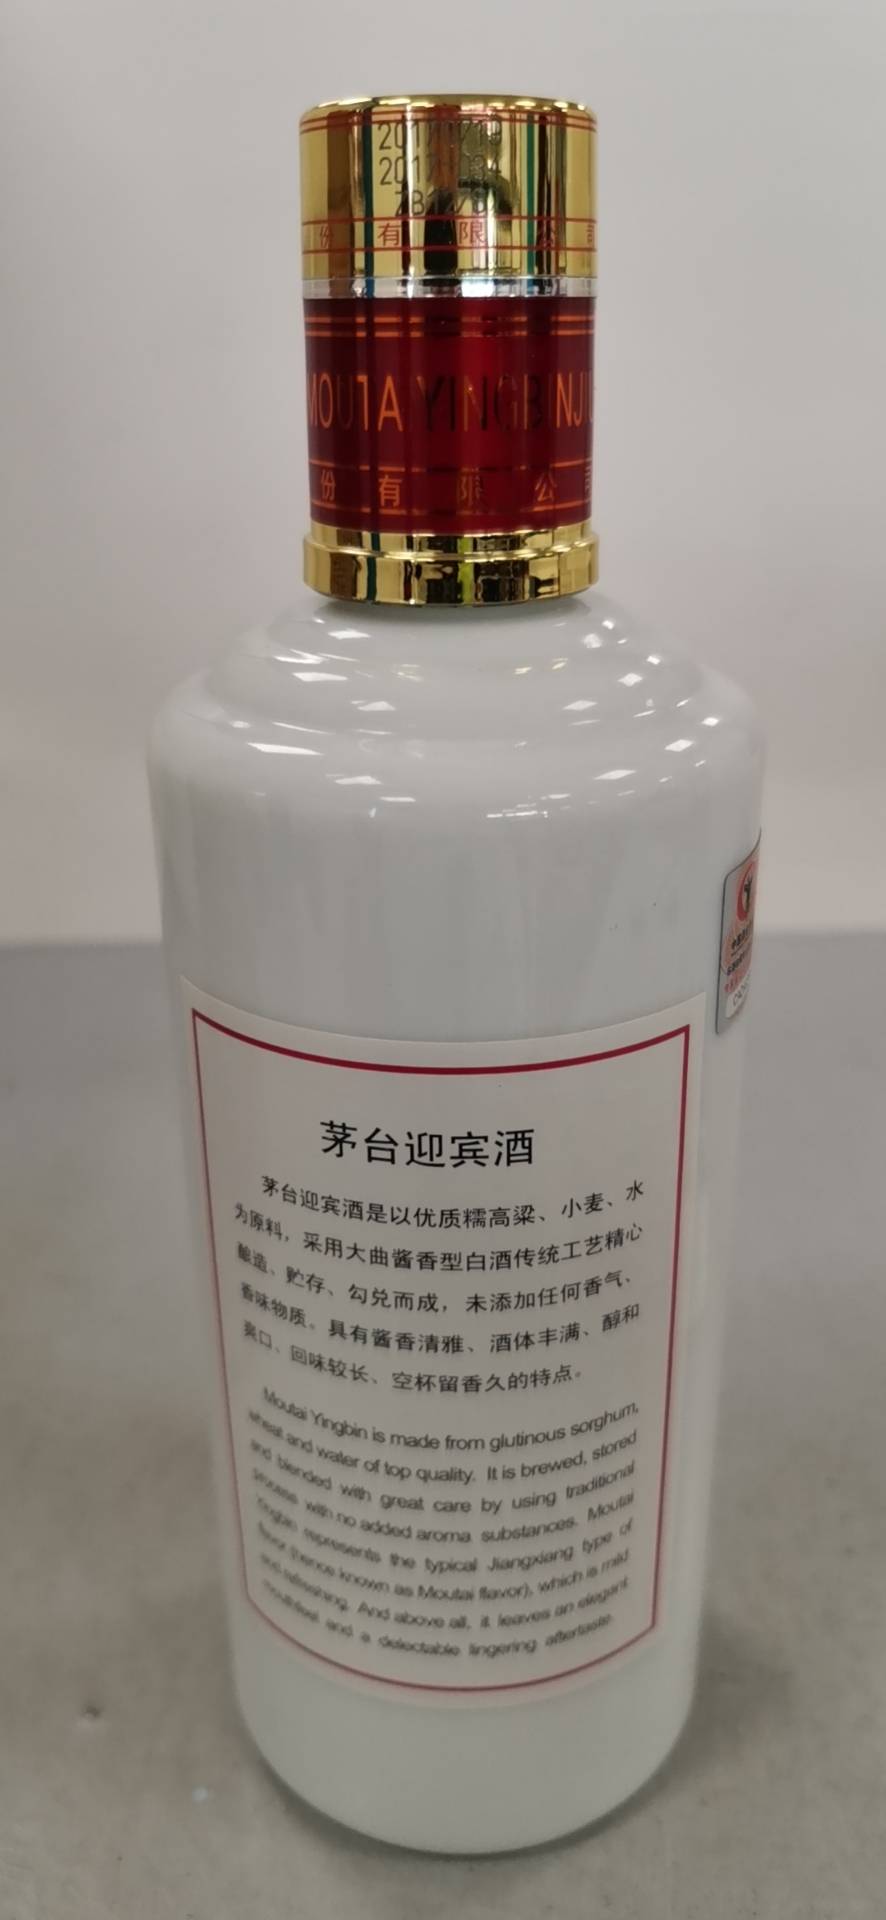 份有限公司
MOUTAI YINGBINJIU
份有限公司
茅台迎宾酒
茅台迎宾酒是以优质糯高粱、小麦、水
为原料，采用大曲酱香型白酒传统工艺精心
酿造、贮存、勾兑而成，未添加任何香气、
香味物质。具有酱香清雅、酒体丰满、醇和
爽口、回味较长、空杯留香久的特点。
Moutai Yingbin is made from glutinous sorghum,
wheat and water of top quality. It is brewed, stored
and blended with great care by using traditional
process with no added aroma substances. Moutai
Yingbin represents the typical Jiangxiang type of
flavor (hence known as Moutai flavor), which is mild
and refreshing. And above all, it leaves an elegant
mouthfeel and a delectable lingering aftertaste.